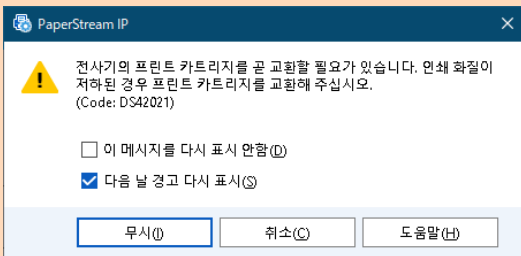 PaperStream IP
전사기의 프린트 카트리지를 곧 교환할 필요가 있습니다. 인쇄 화질이
저하된 경우 프린트 카트리지를 교환해 주십시오.
(Code: DS42021)
이 메시지를 다시 표시 안함(D)
다음 날 경고 다시 표시(S)
무시(I) 취소(C) 도움말(H)